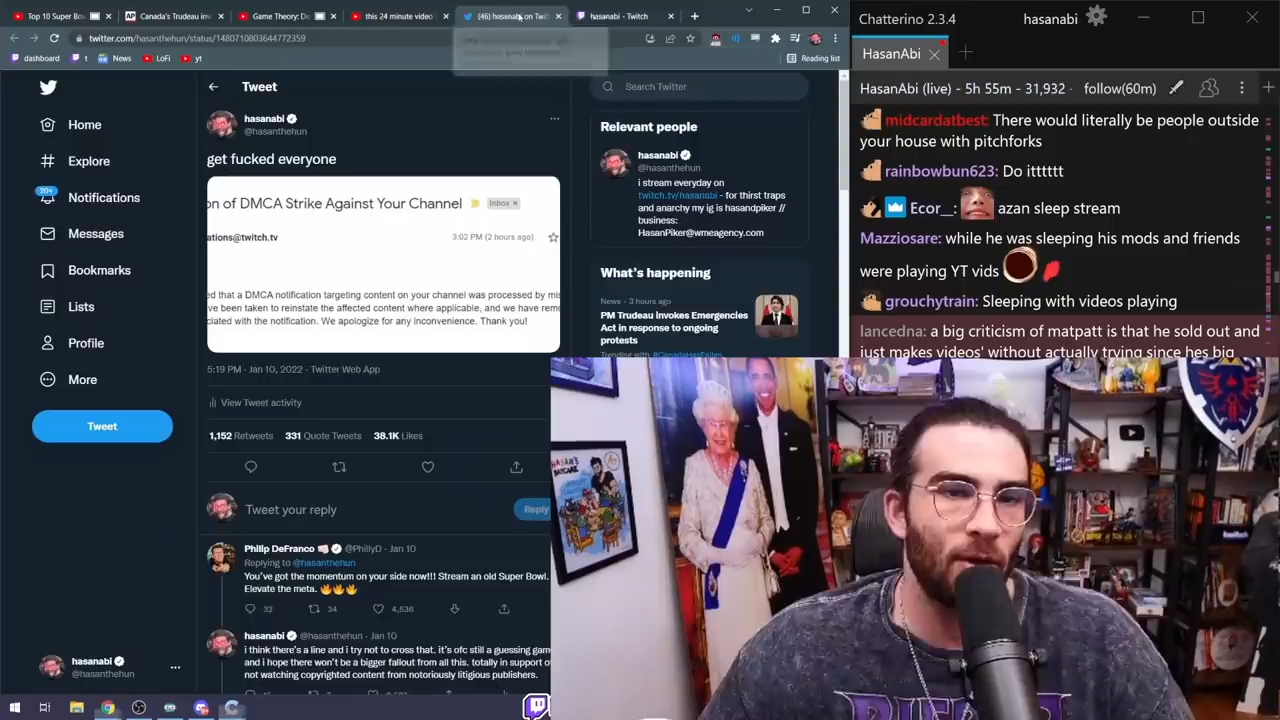 Top 10 Super Bow
Canada's Trudeau inv
Game Theory: De
this 24 minute video
(46) hasanabi on Twit
hasanabi - Twitch
twitter.com/hasanthehun/status/1480710803644772359
dashboard
t
News
LoFi
yt
Reading list
Home
Explore
20+
Notifications
Messages
Bookmarks
Lists
Profile
More
Tweet
hasanabi
@hasanthehun
Tweet
hasanabi
@hasanthehun
get fucked everyone
on of DMCA Strike Against Your Channel
Inbox ×
ations@twitch.tv
3:02 PM (2 hours ago)
ed that a DMCA notification targeting content on your channel was processed by mis
ve been taken to reinstate the affected content where applicable, and we have remo
ciated with the notification. We apologize for any inconvenience. Thank you!
5:19 PM · Jan 10, 2022 · Twitter Web App
View Tweet activity
1,152 Retweets 331 Quote Tweets 38.1K Likes
Tweet your reply
Reply
Philip DeFranco @PhillyD · Jan 10
Replying to @hasanthehun
You've got the momentum on your side now!!! Stream an old Super Bowl.
Elevate the meta. 🔥🔥🔥
32 34 4,536
hasanabi @hasanthehun · Jan 10
i think there's a line and i try not to cross that. it's ofc still a guessing gam
and i hope there won't be a bigger fallout from all this. totally in support o
not watching copyrighted content from notoriously litigious publishers.
Search Twitter
Relevant people
hasanabi
@hasanthehun
i stream everyday on
twitch.tv/hasanabi - for thirst traps
and anarchy my ig is hasandpiker //
business:
HasanPiker@wmeagency.com
What's happening
News · 3 hours ago
PM Trudeau invokes Emergencies
Act in response to ongoing
protests
Trending with #CanadaHasFallen,
Chatterino 2.3.4
hasanabi
HasanAbi
HasanAbi (live) - 5h 55m - 31,932 · follow(60m)
midcardatbest: There would literally be people outside
your house with pitchforks
rainbowbun623: Do itttttt
Ecor__: azan sleep stream
Mazziosare: while he was sleeping his mods and friends
were playing YT vids
grouchytrain: Sleeping with videos playing
lancedna: a big criticism of matpatt is that he sold out and
just makes videos' without actually trying since hes big